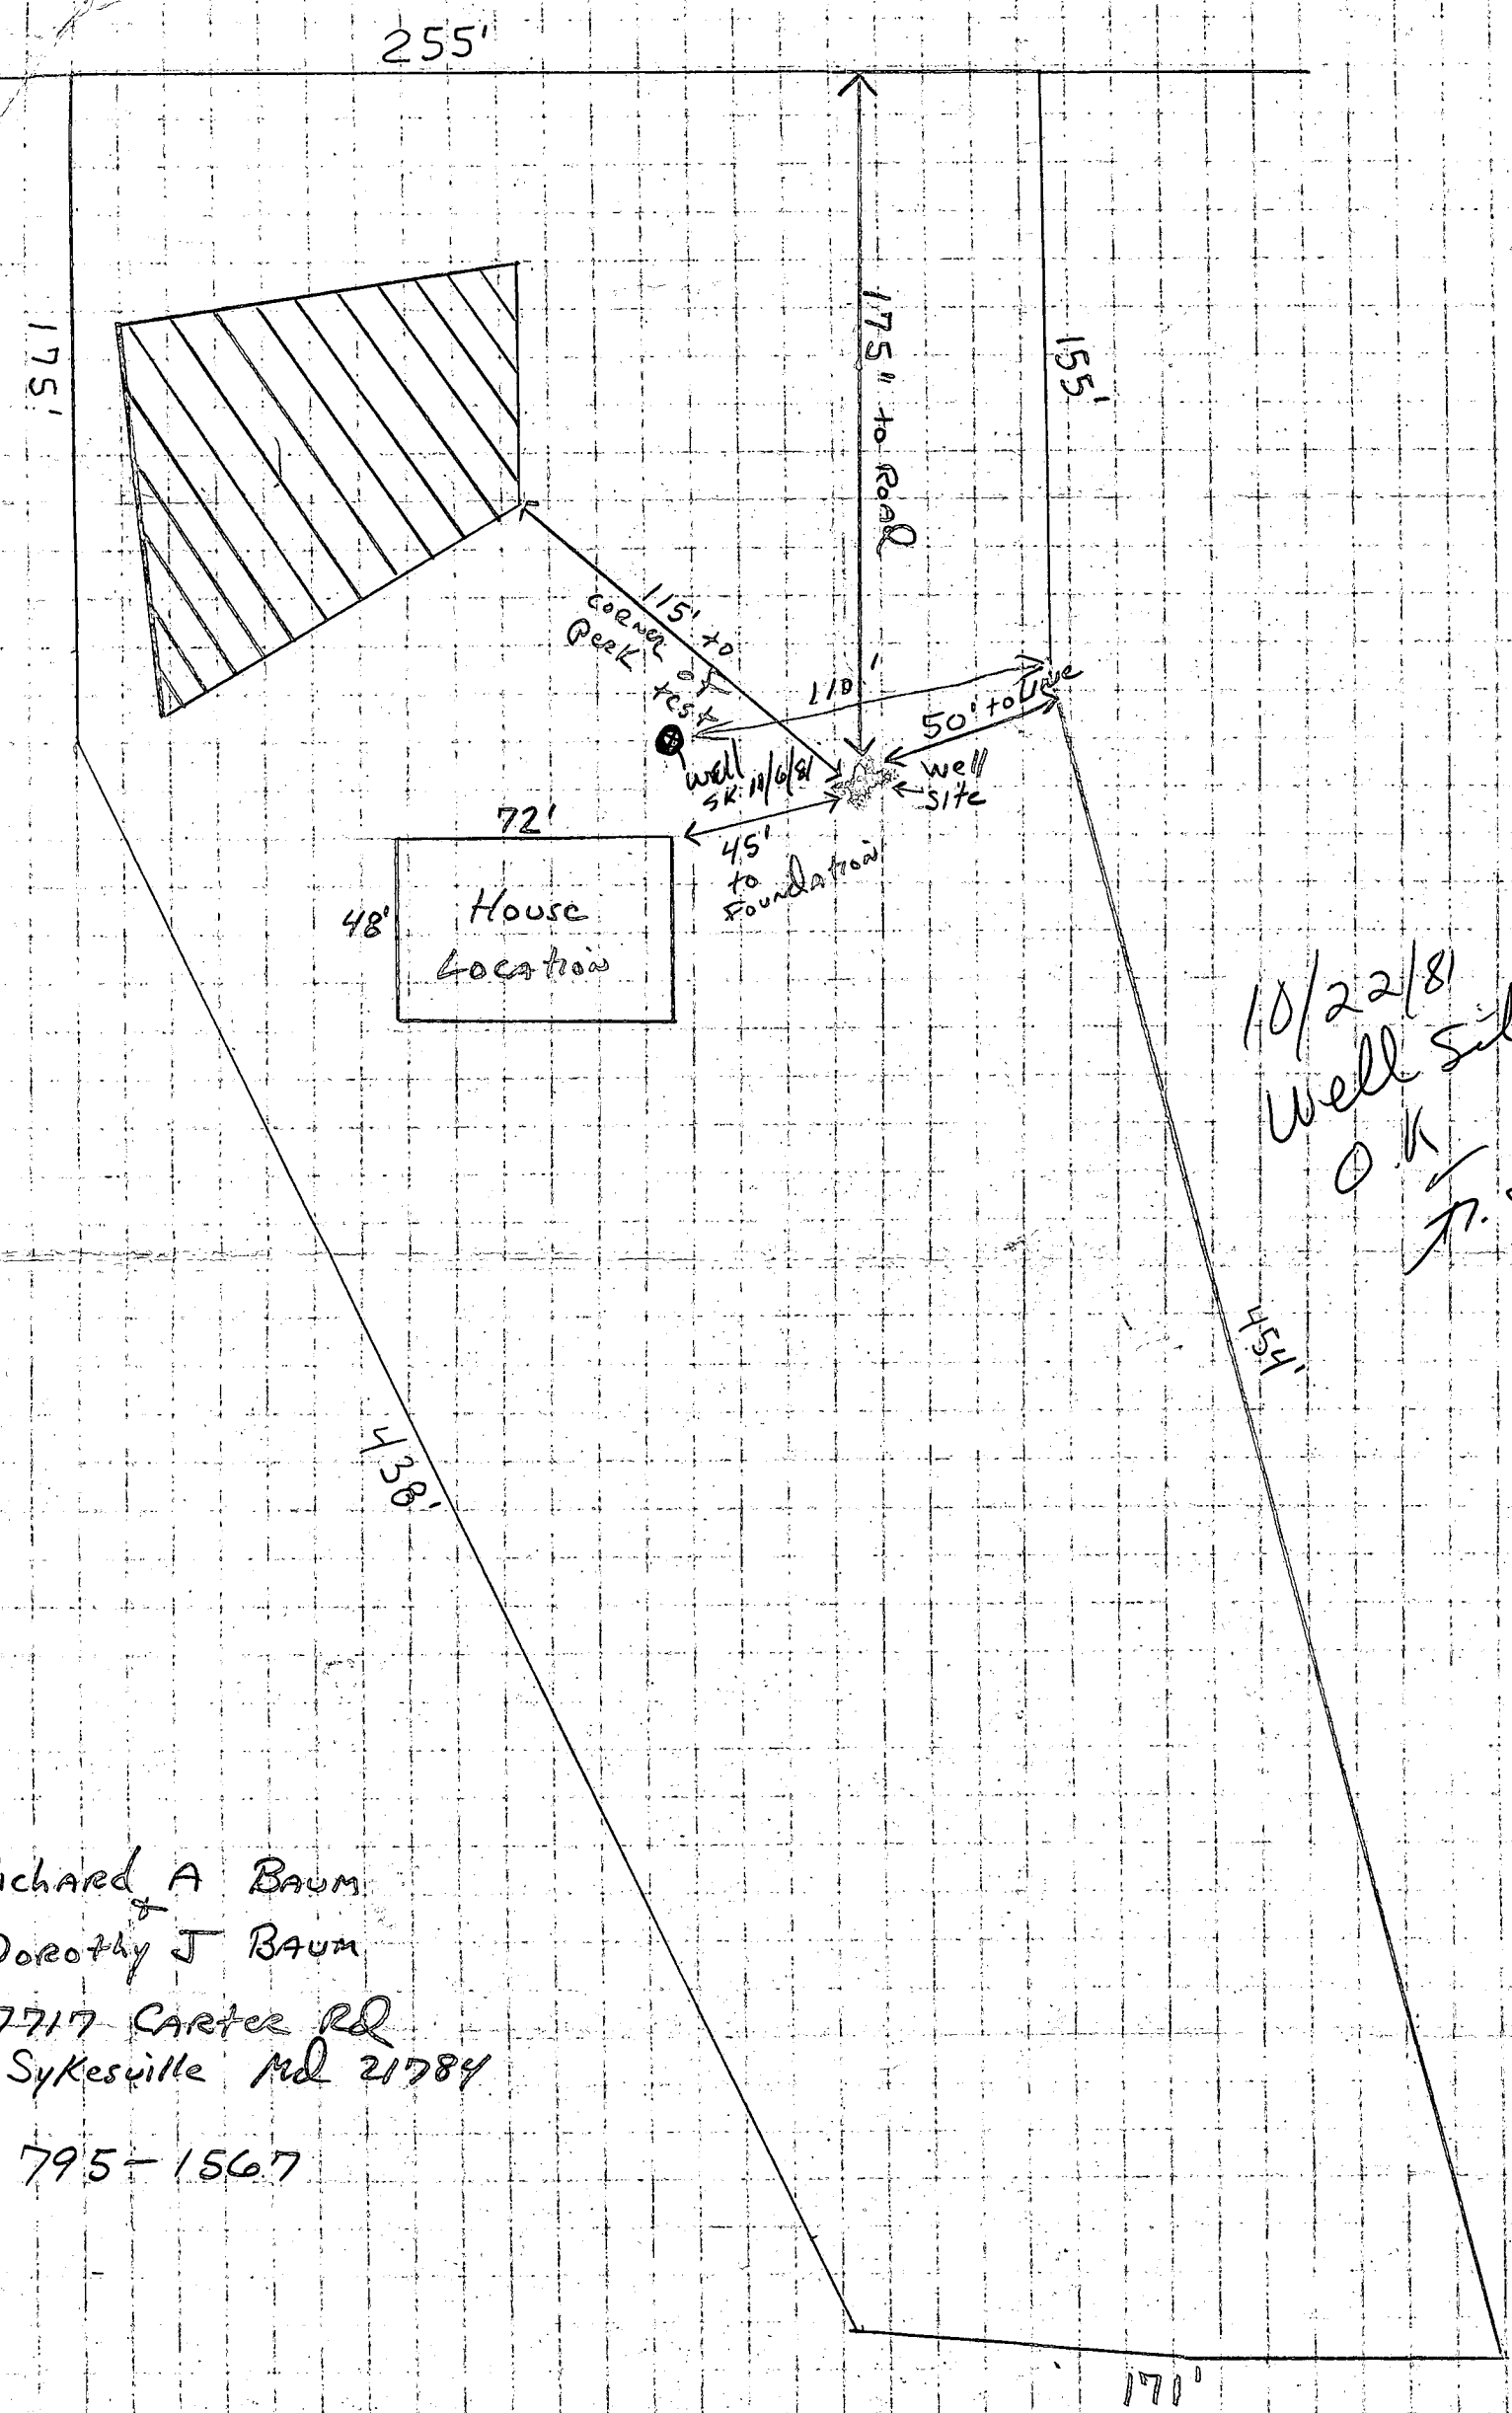 255'
175'
175" to ROAD
155'
115' to
CORNER of
Perk test
110'
50' to line
well
site
well
SK 11/6/81
45'
to
Foundation
72'
48'
House
Location
10/22/81
Well
O.K
454'
438'
ichard A BAUM
&
Dorothy J BAUM
7717 CARter RD
Sykesville Md 21784
795-1567
171'